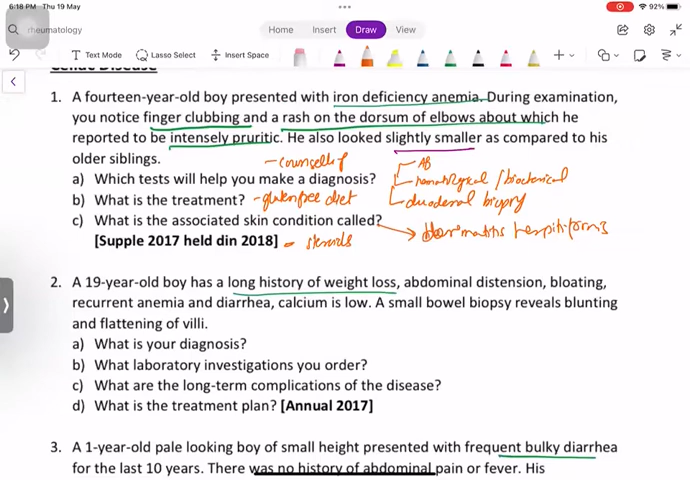 6:18 PM Thu 19 May
92%
rheumatology
Home Insert Draw View
Text Mode Lasso Select Insert Space
Celiac Disease
1. A fourteen-year-old boy presented with iron deficiency anemia. During examination,
you notice finger clubbing and a rash on the dorsum of elbows about which he
reported to be intensely pruritic. He also looked slightly smaller as compared to his
older siblings.
- counselling
- AB
a) Which tests will help you make a diagnosis?
hematological / biochemical
b) What is the treatment? - gluten free diet
duodenal biopsy
c) What is the associated skin condition called?
[Supple 2017 held din 2018] - steroids
2. A 19-year-old boy has a long history of weight loss, abdominal distension, bloating,
recurrent anemia and diarrhea, calcium is low. A small bowel biopsy reveals blunting
and flattening of villi.
a) What is your diagnosis?
b) What laboratory investigations you order?
c) What are the long-term complications of the disease?
d) What is the treatment plan? [Annual 2017]
3. A 1-year-old pale looking boy of small height presented with frequent bulky diarrhea
for the last 10 years. There was no history of abdominal pain or fever. His